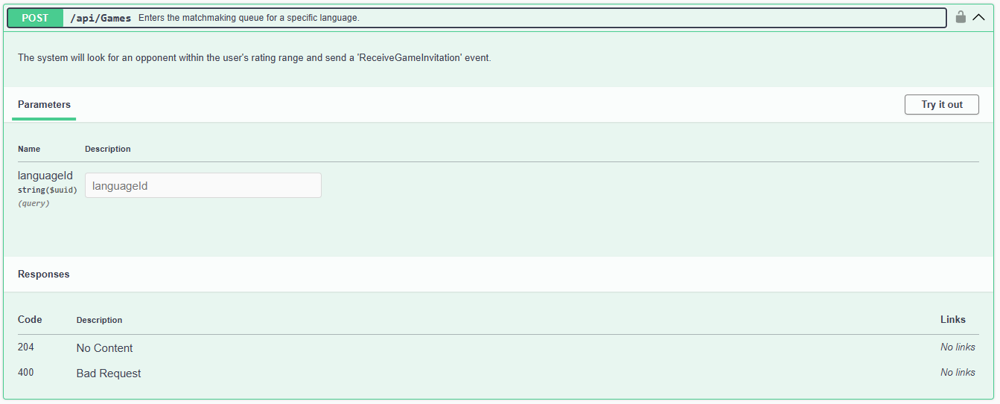 POST /api/Games Enters the matchmaking queue for a specific language.
The system will look for an opponent within the user's rating range and send a 'ReceiveGameInvitation' event.
Parameters Try it out
Name Description
languageId
string($uuid)
(query)
languageId
Responses
Code Description Links
204 No Content No links
400 Bad Request No links